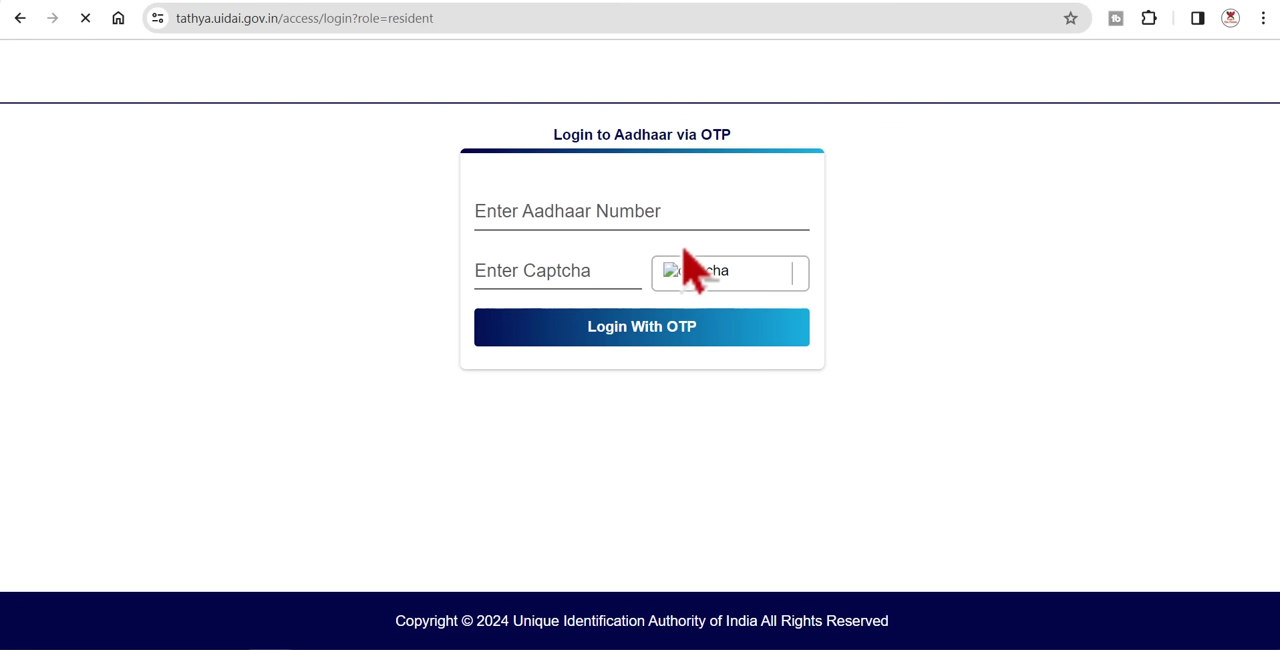 tathya.uidai.gov.in/access/login?role=resident
Login to Aadhaar via OTP
Enter Aadhaar Number
Enter Captcha
Login With OTP
Copyright © 2024 Unique Identification Authority of India All Rights Reserved